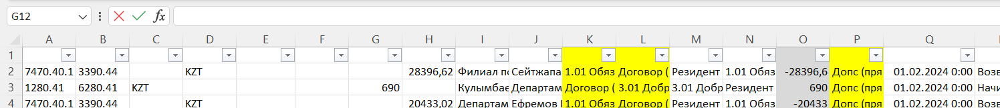 G12 fx
A B C D E F G H I J K L M N O P Q
1
2 7470.40.1 3390.44 KZT 28396,62 Филиал по Сейтжапа 1.01 Обяз Договор ( Резидент 1.01 Обяз -28396,6 Допс (пря 01.02.2024 0:00 Возв
3 1280.41 6280.41 KZT 690 Кулымбае Департам Договор ( 3.01 Добр 3.01 Добр Резидент 690 Допс (пря 01.02.2024 0:00 Начи
4 7470.40.1 3390.44 KZT 20433,02 Департам Ефремов 1.01 Обяз Договор ( Резидент 1.01 Обяз -20433 Допс (пря 01.02.2024 0:00 Возв